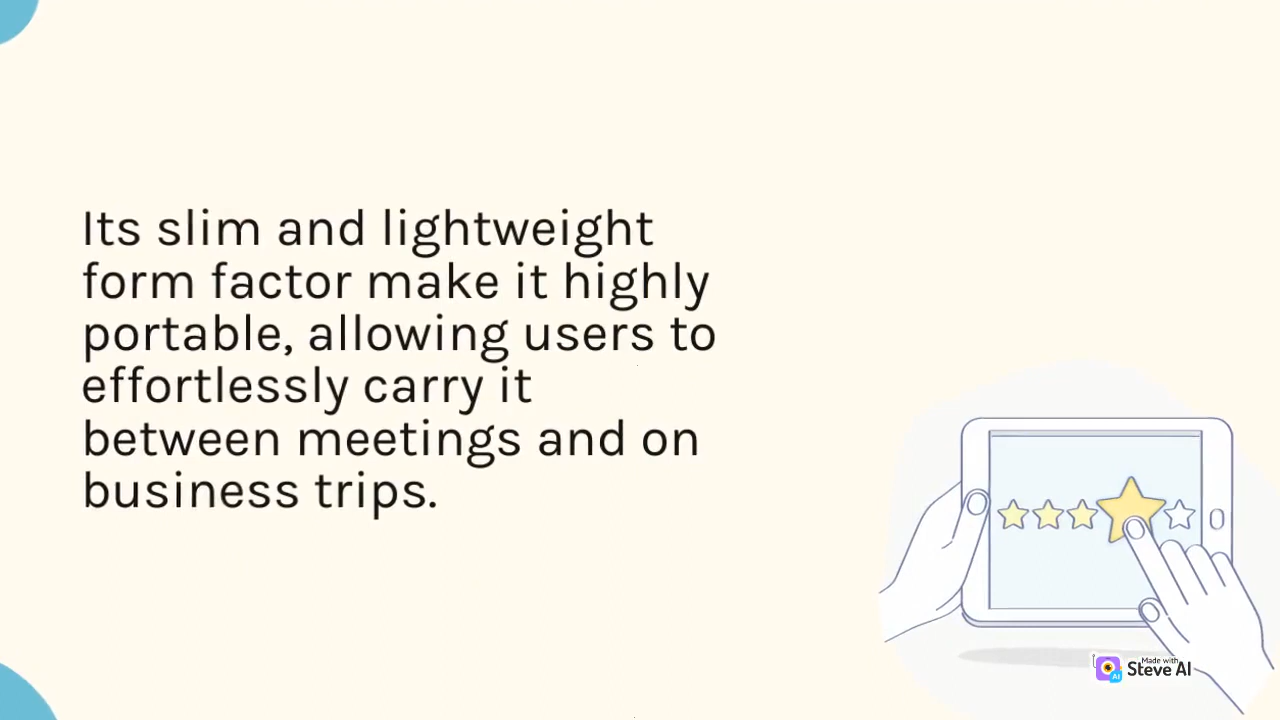 Its slim and lightweight
form factor make it highly
portable, allowing users to
effortlessly carry it
between meetings and on
business trips.
Made with
Steve AI
AI